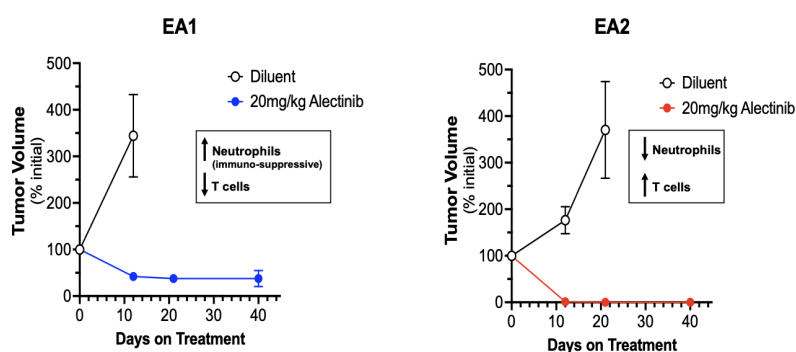 EA1
Tumor Volume
(% initial)
500
400
300
200
100
0
0 10 20 30 40
Days on Treatment
Diluent
20mg/kg Alectinib
↑ Neutrophils
(immuno-suppressive)
↓ T cells
EA2
Tumor Volume
(% initial)
500
400
300
200
100
0
0 10 20 30 40
Days on Treatment
Diluent
20mg/kg Alectinib
↓ Neutrophils
↑ T cells